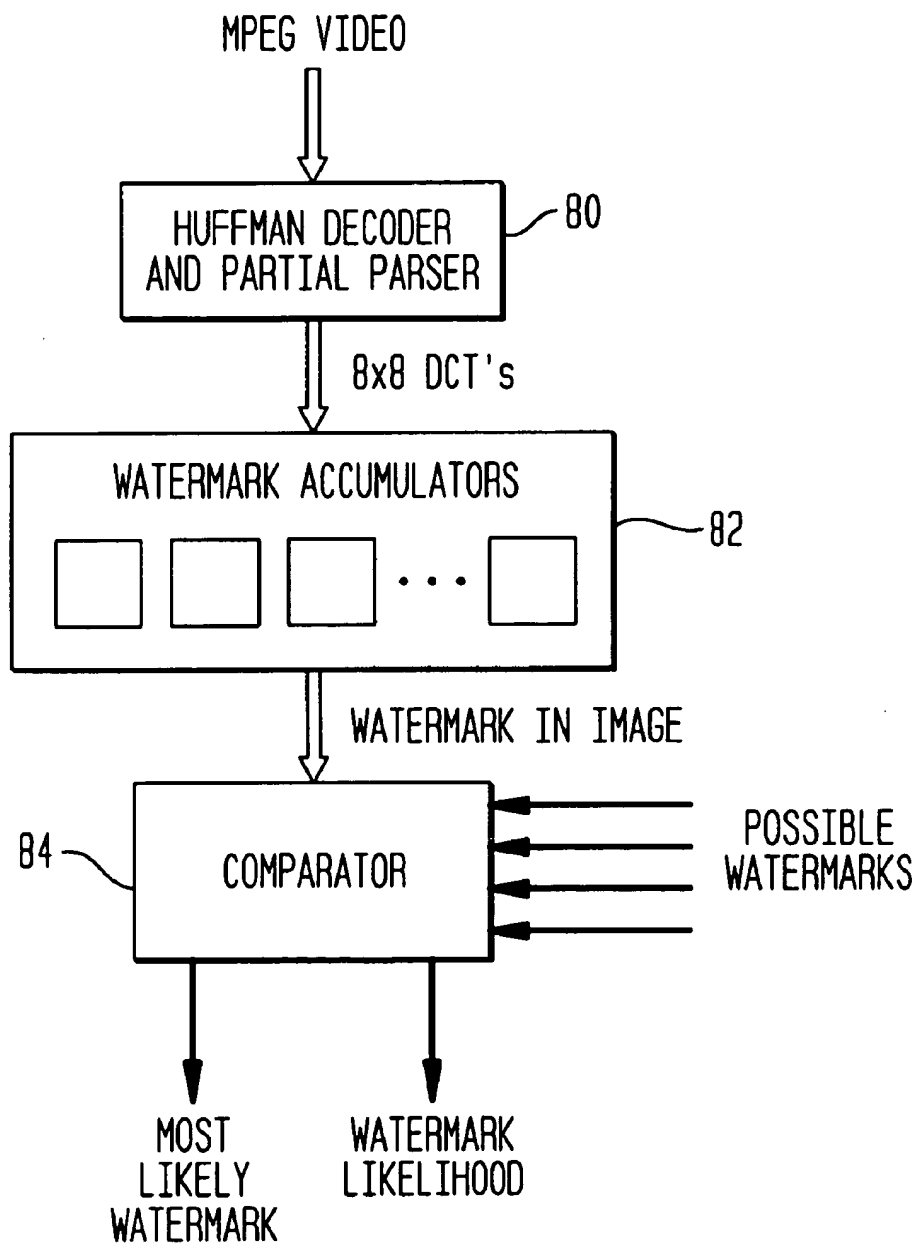 MPEG VIDEO
HUFFMAN DECODER
AND PARTIAL PARSER
80
8x8 DCT's
WATERMARK ACCUMULATORS
82
WATERMARK IN IMAGE
84
COMPARATOR
POSSIBLE
WATERMARKS
MOST
LIKELY
WATERMARK
WATERMARK
LIKELIHOOD